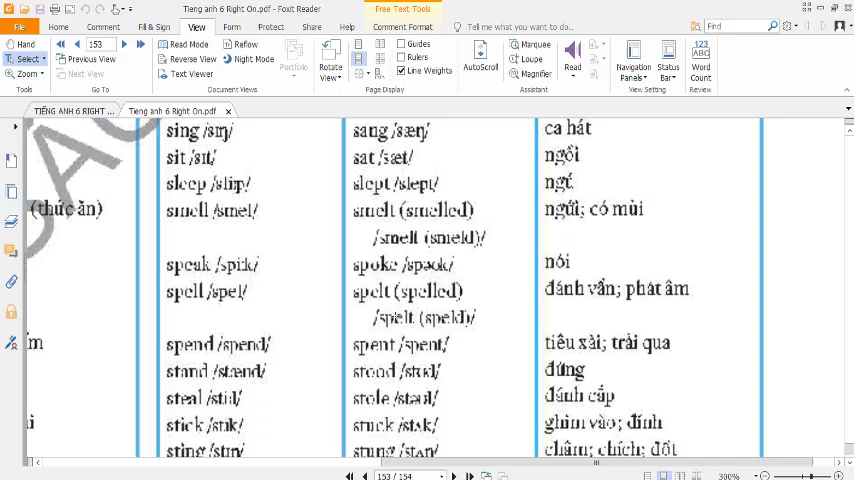 Tieng anh 6 Right On.pdf - Foxit Reader
Free Text Tools
File Home Comment Fill & Sign View Form Protect Share Help Comment Format Tell me what you want to do... Find
Hand 153 Read Mode Reflow Guides Marquee
Select Previous View Reverse View Night Mode Rulers Loupe
Zoom Next View Text Viewer Portfolio Rotate View Line Weights AutoScroll Magnifier Read Navigation Panels Status Bar Word Count
Tools Go To Document Views Page Display Assistant View Setting Review
TIẾNG ANH 6 RIGHT ... Tieng anh 6 Right On.pdf
sing /sɪŋ/ sang /sæŋ/ ca hát
sit /sɪt/ sat /sæt/ ngồi
sleep /sliːp/ slept /slept/ ngủ
(thức ăn) smell /smel/ smelt (smelled) ngửi; có mùi
/smelt (smeld)/
speak /spiːk/ spoke /spəʊk/ nói
spell /spel/ spelt (spelled) đánh vần; phát âm
/spelt (speld)/
spend /spend/ spent /spent/ tiêu xài; trải qua
stand /stænd/ stood /stʊd/ đứng
steal /stiːl/ stole /stəʊl/ đánh cắp
stick /stɪk/ stuck /stʌk/ ghim vào; đính
sting /stɪŋ/ stung /stʌŋ/ châm; chích; đốt
153 / 154 300%